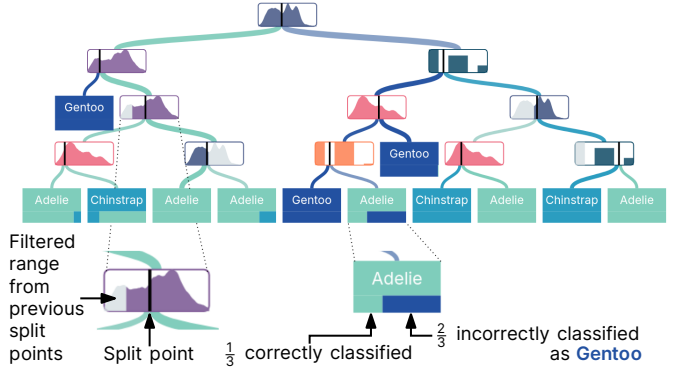 Gentoo
Gentoo
Adelie
Chinstrap
Adelie
Adelie
Gentoo
Adelie
Chinstrap
Adelie
Chinstrap
Adelie
Filtered
range
from
previous
split
points
Split point
Adelie
1/3 correctly classified
2/3 incorrectly classified
as Gentoo